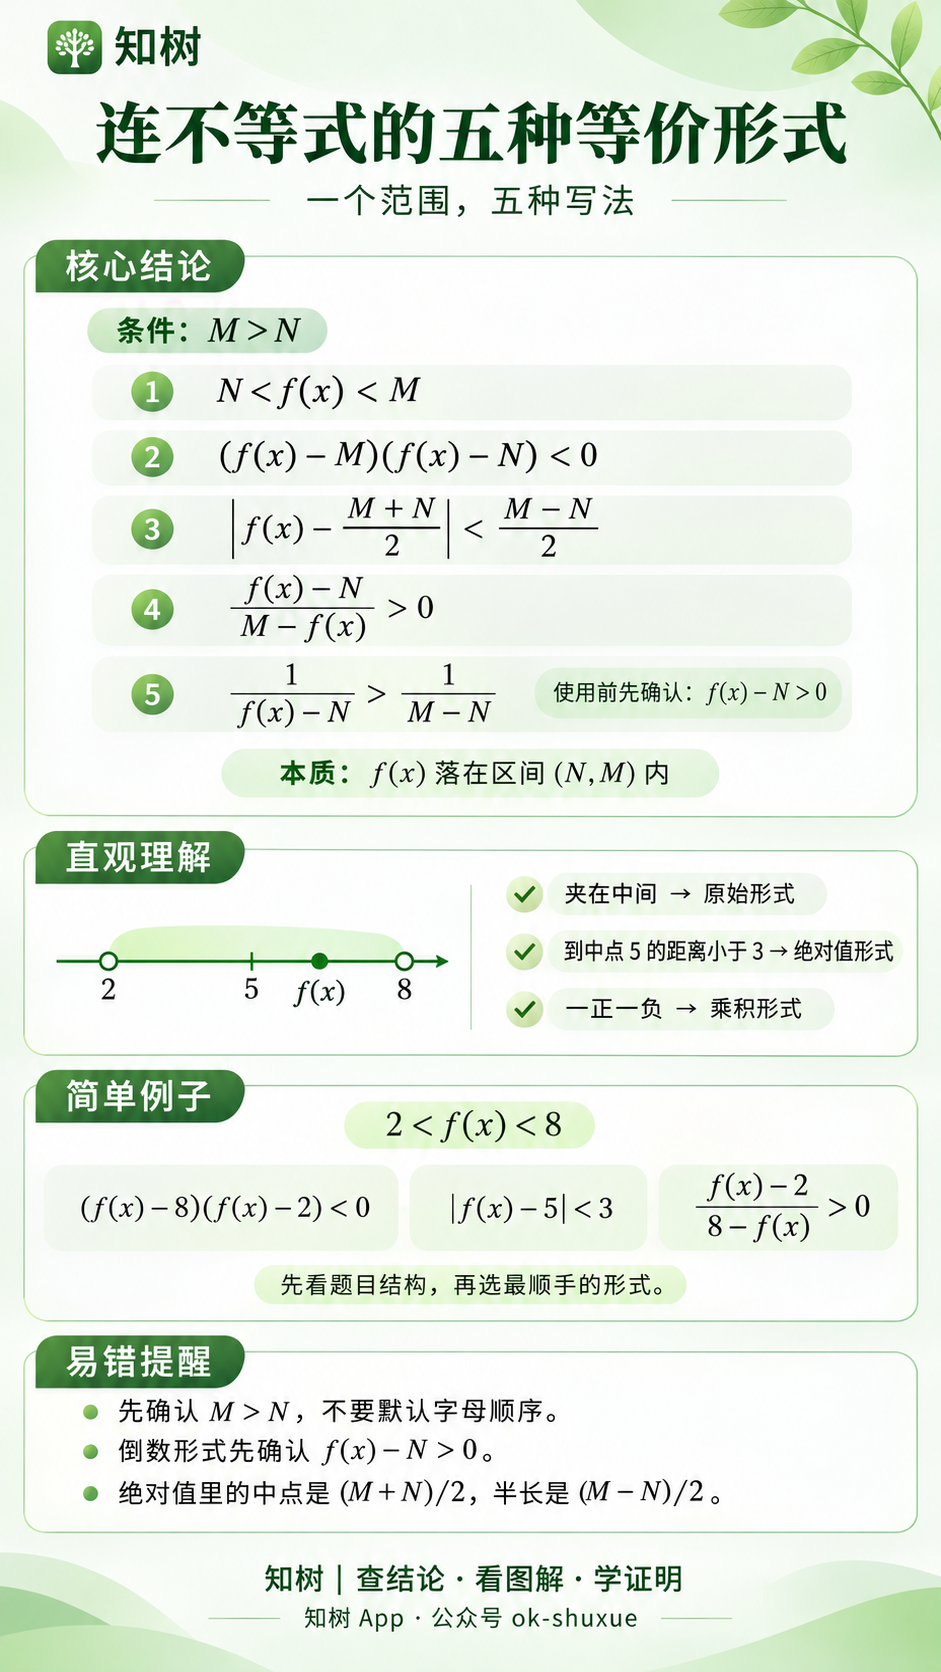 知树
连不等式的五种等价形式
一个范围，五种写法
核心结论
条件：M > N
1 N < f(x) < M
2 (f(x) − M)(f(x) − N) < 0
3 |f(x) − (M + N)/2| < (M − N)/2
4 (f(x) − N)/(M − f(x)) > 0
5 1/(f(x) − N) > 1/(M − N) 使用前先确认：f(x) − N > 0
本质：f(x) 落在区间 (N, M) 内
直观理解
2 5 f(x) 8
夹在中间 → 原始形式
到中点 5 的距离小于 3 → 绝对值形式
一正一负 → 乘积形式
简单例子
2 < f(x) < 8
(f(x) − 8)(f(x) − 2) < 0
|f(x) − 5| < 3
(f(x) − 2)/(8 − f(x)) > 0
先看题目结构，再选最顺手的形式。
易错提醒
先确认 M > N，不要默认字母顺序。
倒数形式先确认 f(x) − N > 0。
绝对值里的中点是 (M + N)/2，半长是 (M − N)/2。
知树 | 查结论 · 看图解 · 学证明
知树 App · 公众号 ok-shuxue